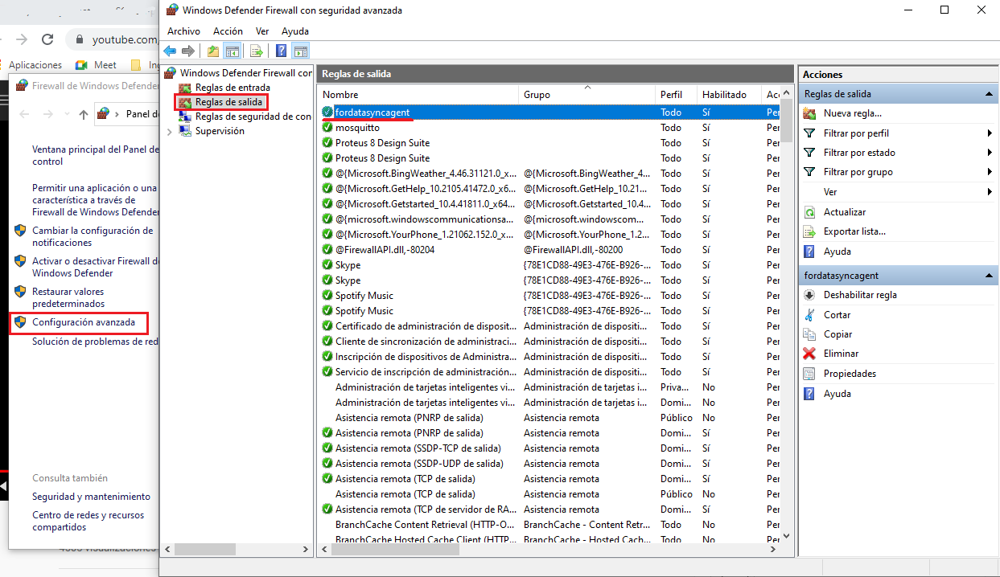 youtube.com
Aplicaciones
Meet
Firewall de Windows Defender
Panel d
Ventana principal del Panel de
control
Permitir una aplicación o una
característica a través de
Firewall de Windows Defender
Cambiar la configuración de
notificaciones
Activar o desactivar Firewall d
Windows Defender
Restaurar valores
predeterminados
Configuración avanzada
Solución de problemas de red
Consulta también
Seguridad y mantenimiento
Centro de redes y recursos
compartidos
Windows Defender Firewall con seguridad avanzada
Archivo Acción Ver Ayuda
Windows Defender Firewall con
Reglas de entrada
Reglas de salida
Reglas de seguridad de con
Supervisión
Reglas de salida
Nombre Grupo Perfil Habilitado Ac
fordatasyncagent Todo Sí Per
mosquitto Todo Sí Per
Proteus 8 Design Suite Todo Sí Per
Proteus 8 Design Suite Todo Sí Per
@{Microsoft.BingWeather_4.46.31121.0_x... @{Microsoft.BingWeather_4... Todo Sí Per
@{Microsoft.GetHelp_10.2105.41472.0_x6... @{Microsoft.GetHelp_10.21... Todo Sí Per
@{Microsoft.Getstarted_10.4.41811.0_x64... @{Microsoft.Getstarted_10.4... Todo Sí Per
@{microsoft.windowscommunicationsa... @{microsoft.windowscom... Todo Sí Per
@{Microsoft.YourPhone_1.21062.152.0_x... @{Microsoft.YourPhone_1.2... Todo Sí Per
@FirewallAPI.dll,-80204 @FirewallAPI.dll,-80200 Todo Sí Per
Skype {78E1CD88-49E3-476E-B926-... Todo Sí Per
Skype {78E1CD88-49E3-476E-B926-... Todo Sí Per
Spotify Music {78E1CD88-49E3-476E-B926-... Todo Sí Per
Spotify Music {78E1CD88-49E3-476E-B926-... Todo Sí Per
Certificado de administración de disposit... Administración de dispositi... Todo Sí Per
Cliente de sincronización de administraci... Administración de dispositi... Todo Sí Per
Inscripción de dispositivos de Administra... Administración de dispositi... Todo Sí Per
Servicio de inscripción de administración... Administración de dispositi... Todo Sí Per
Administración de tarjetas inteligentes vi... Administración de tarjetas i... Priva... No Per
Administración de tarjetas inteligentes vi... Administración de tarjetas i... Domi... No Per
Asistencia remota (PNRP de salida) Asistencia remota Público No Per
Asistencia remota (PNRP de salida) Asistencia remota Domi... Sí Per
Asistencia remota (SSDP-TCP de salida) Asistencia remota Domi... Sí Per
Asistencia remota (SSDP-UDP de salida) Asistencia remota Domi... Sí Per
Asistencia remota (TCP de salida) Asistencia remota Domi... Sí Per
Asistencia remota (TCP de salida) Asistencia remota Público No Per
Asistencia remota (TCP de servidor de RA... Asistencia remota Domi... Sí Per
BranchCache Content Retrieval (HTTP-O... BranchCache - Content Retr... Todo No Per
BranchCache Hosted Cache Client (HTTP... BranchCache - Hosted Cach... Todo No Per
Acciones
Reglas de salida
Nueva regla...
Filtrar por perfil
Filtrar por estado
Filtrar por grupo
Ver
Actualizar
Exportar lista...
Ayuda
fordatasyncagent
Deshabilitar regla
Cortar
Copiar
Eliminar
Propiedades
Ayuda